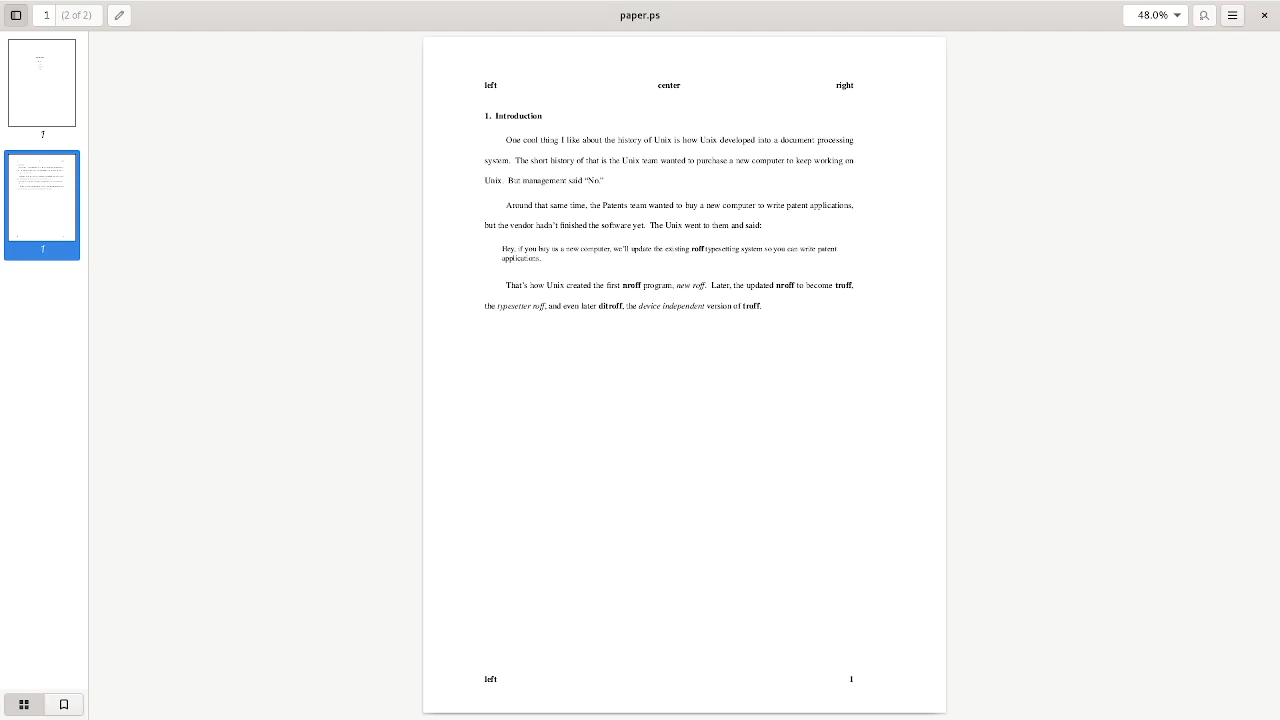 1 (2 of 2) paper.ps 48.0%
left center right
1. Introduction
One cool thing I like about the history of Unix is how Unix developed into a document processing
system. The short history of that is the Unix team wanted to purchase a new computer to keep working on
Unix. But management said “No.”
Around that same time, the Patents team wanted to buy a new computer to write patent applications,
but the vendor hadn’t finished the software yet. The Unix went to them and said:
Hey, if you buy us a new computer, we’ll update the existing roff typesetting system so you can write patent
applications.
That’s how Unix created the first nroff program, new roff. Later, the updated nroff to become troff,
the typesetter roff, and even later ditroff, the device independent version of troff.
left 1
1
1